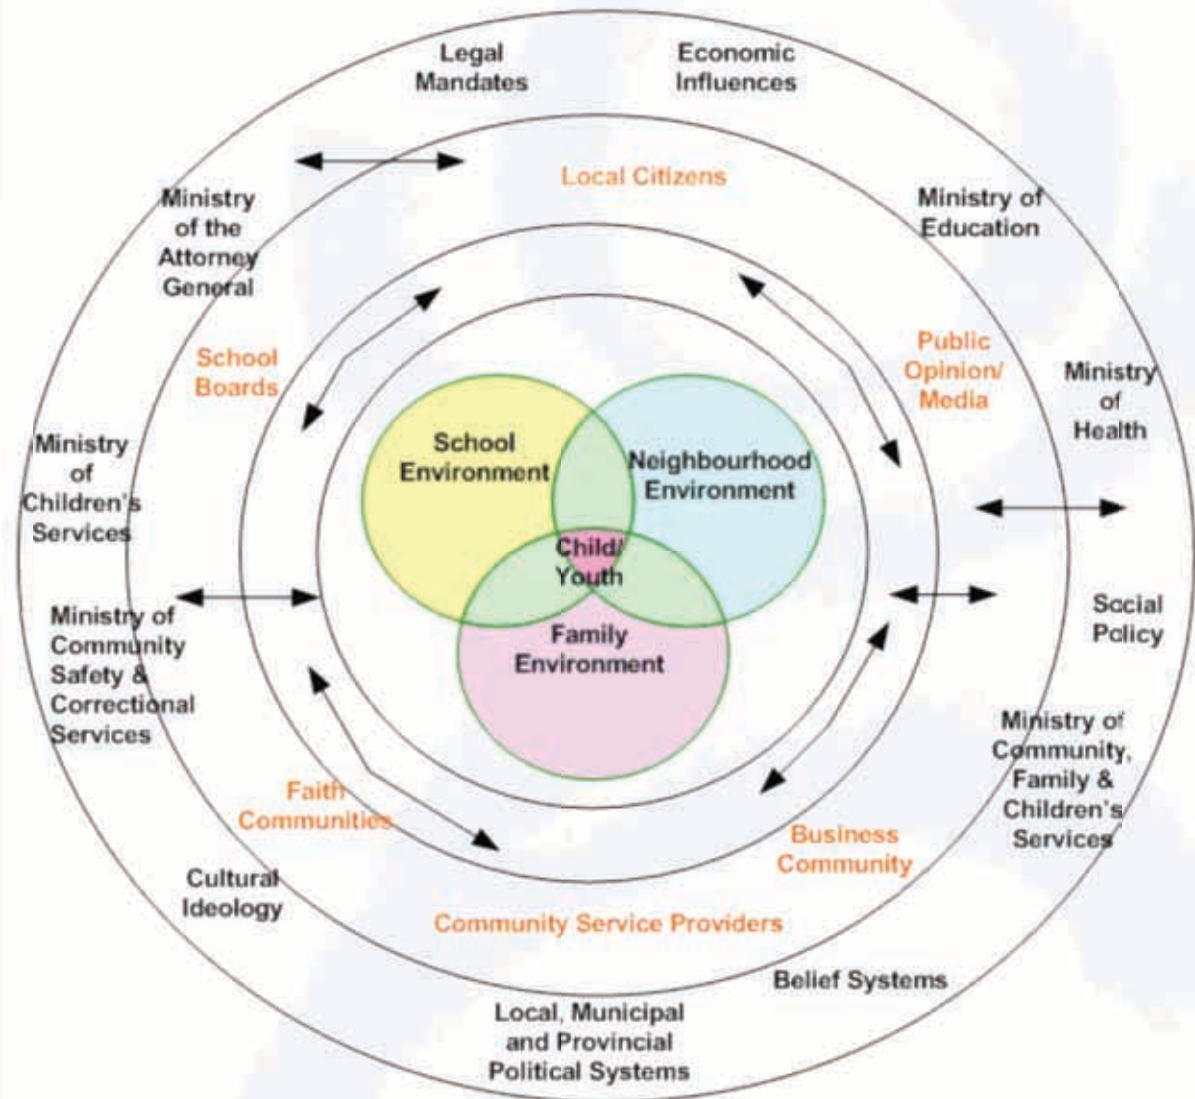 Legal
Mandates
Economic
Influences
Local Citizens
Ministry
of the
Attorney
General
Ministry of
Education
School
Boards
Public
Opinion/
Media
Ministry
of
Health
Ministry
of
Children's
Services
School
Environment
Neighbourhood
Environment
Child/
Youth
Family
Environment
Ministry of
Community
Safety &
Correctional
Services
Social
Policy
Ministry of
Community,
Family &
Children's
Services
Faith
Communities
Business
Community
Cultural
Ideology
Community Service Providers
Belief Systems
Local, Municipal
and Provincial
Political Systems